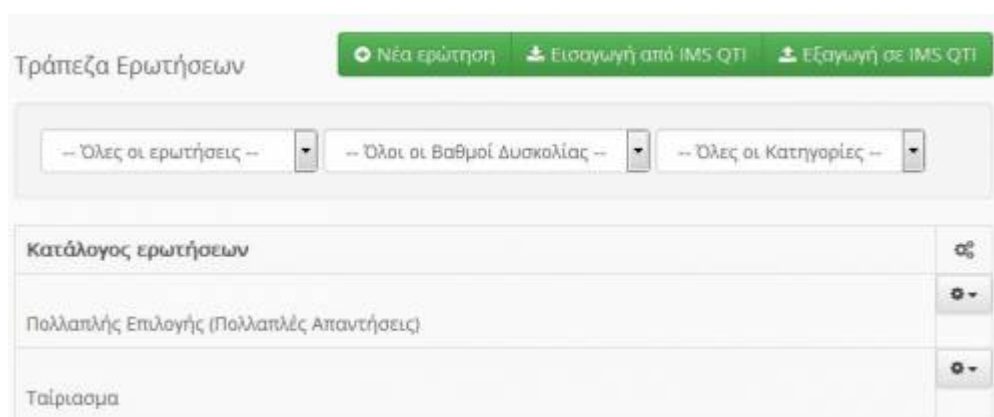 Τράπεζα Ερωτήσεων
Νέα ερώτηση Εισαγωγή από IMS QTI Εξαγωγή σε IMS QTI
-- Όλες οι ερωτήσεις -- -- Όλοι οι Βαθμοί Δυσκολίας -- -- Όλες οι Κατηγορίες --
Κατάλογος ερωτήσεων
Πολλαπλής Επιλογής (Πολλαπλές Απαντήσεις)
Ταίριασμα